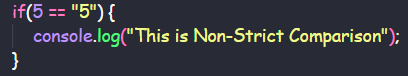 if(5 == "5") {
console.log("This is Non-Strict Comparison");
}